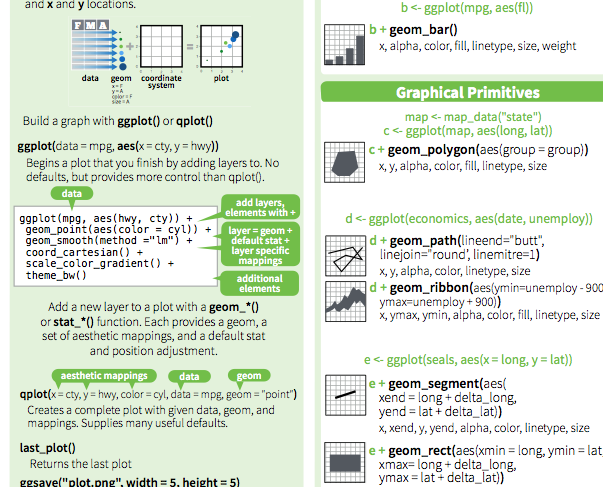 and x and y locations.
F M A
data geom coordinate system plot
x = F
y = A
color = F
size = A
Build a graph with ggplot() or qplot()
ggplot(data = mpg, aes(x = cty, y = hwy))
Begins a plot that you finish by adding layers to. No
defaults, but provides more control than qplot().
data
ggplot(mpg, aes(hwy, cty)) +
geom_point(aes(color = cyl)) +
geom_smooth(method ="lm") +
coord_cartesian() +
scale_color_gradient() +
theme_bw()
add layers,
elements with +
layer = geom +
default stat +
layer specific
mappings
additional
elements
Add a new layer to a plot with a geom_*()
or stat_*() function. Each provides a geom, a
set of aesthetic mappings, and a default stat
and position adjustment.
aesthetic mappings data geom
qplot(x = cty, y = hwy, color = cyl, data = mpg, geom = "point")
Creates a complete plot with given data, geom, and
mappings. Supplies many useful defaults.
last_plot()
Returns the last plot
ggsave("plot.png", width = 5, height = 5)
b <- ggplot(mpg, aes(fl))
b + geom_bar()
x, alpha, color, fill, linetype, size, weight
Graphical Primitives
map <- map_data("state")
c <- ggplot(map, aes(long, lat))
c + geom_polygon(aes(group = group))
x, y, alpha, color, fill, linetype, size
d <- ggplot(economics, aes(date, unemploy))
d + geom_path(lineend="butt",
linejoin="round', linemitre=1)
x, y, alpha, color, linetype, size
d + geom_ribbon(aes(ymin=unemploy - 900
ymax=unemploy + 900))
x, ymax, ymin, alpha, color, fill, linetype, size
e <- ggplot(seals, aes(x = long, y = lat))
e + geom_segment(aes(
xend = long + delta_long,
yend = lat + delta_lat))
x, xend, y, yend, alpha, color, linetype, size
e + geom_rect(aes(xmin = long, ymin = lat,
xmax= long + delta_long,
ymax = lat + delta_lat))